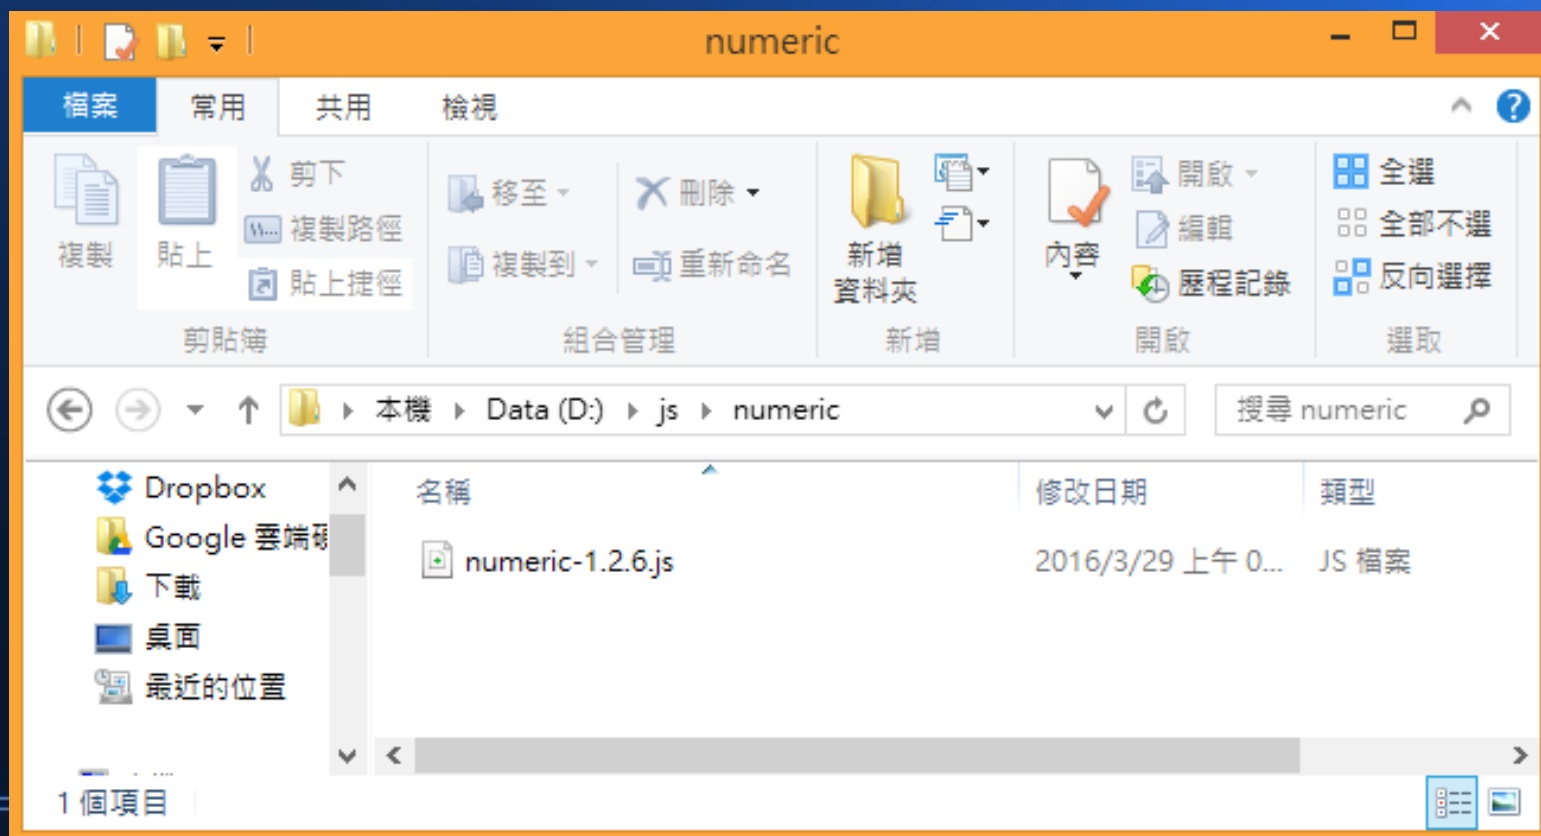 numeric
檔案 常用 共用 檢視
複製
貼上
剪下
複製路徑
貼上捷徑
剪貼簿
移至
複製到
刪除
重新命名
組合管理
新增
資料夾
新增
內容
開啟
編輯
歷程記錄
開啟
全選
全部不選
反向選擇
選取
本機 Data (D:) js numeric
搜尋 numeric
Dropbox
Google 雲端硬
下載
桌面
最近的位置
名稱 修改日期 類型
numeric-1.2.6.js 2016/3/29 上午 0... JS 檔案
1 個項目